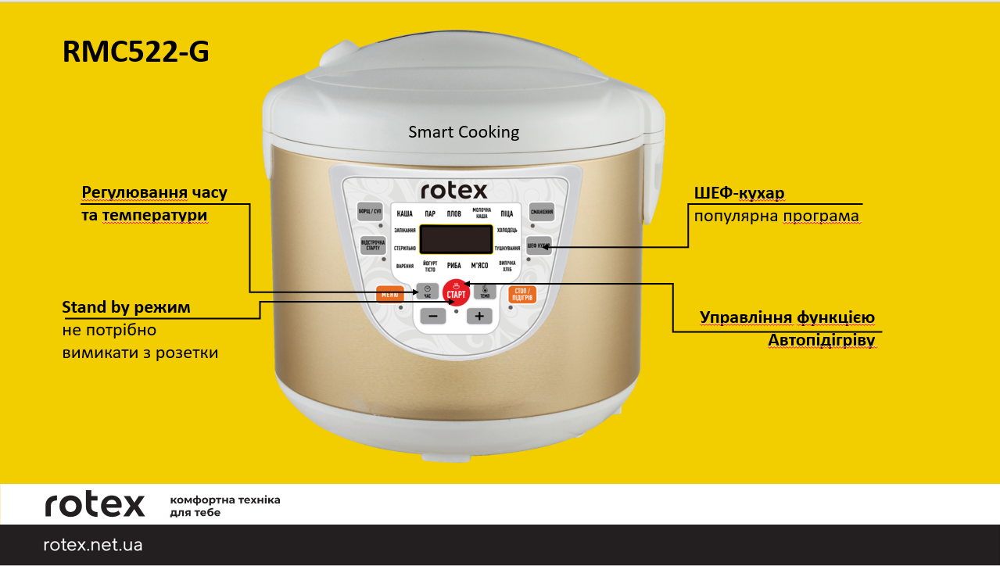 RMC522-G
Smart Cooking
Регулювання часу
та температури
ШЕФ-кухар
популярна програма
rotex
БОРЩ / СУП
КАША
ПАР
ПЛОВ
МОЛОЧНА
КАША
ПІЦА
СМАЖЕННЯ
ЗАПІКАННЯ
ХОЛОДЕЦЬ
ВІДСТРОЧКА
СТАРТУ
СТЕРИЛЬНО
ТУШКУВАННЯ
ШЕФ КУХАР
ВАРЕННЯ
ЙОГУРТ
ТІСТО
РИБА
М'ЯСО
ВИПІЧКА
ХЛІБ
МЕНЮ
ЧАС
СТАРТ
ТЕМП
СТОП /
ПІДІГРІВ
− +
Stand by режим
не потрібно
вимикати з розетки
Управління функцією
Автопідігріву
rotex
комфортна техніка
для тебе
rotex.net.ua